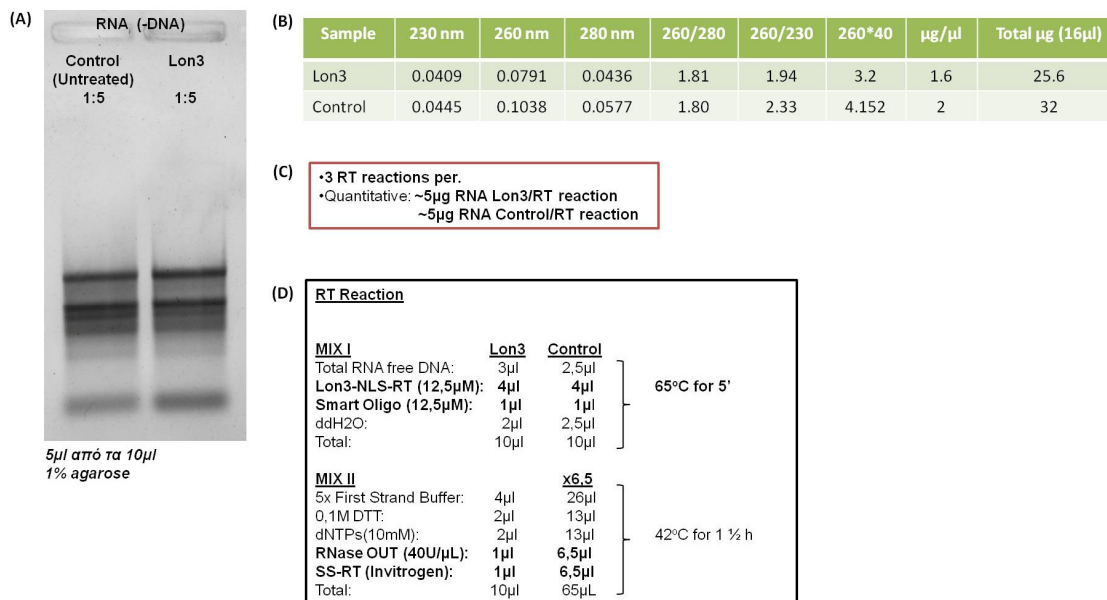 (A)
RNA (-DNA)
Control Lon3
(Untreated)
1:5 1:5
5μl από τα 10μl
1% agarose
(B)
Sample 230 nm 260 nm 280 nm 260/280 260/230 260*40 μg/μl Total μg (16μl)
Lon3 0.0409 0.0791 0.0436 1.81 1.94 3.2 1.6 25.6
Control 0.0445 0.1038 0.0577 1.80 2.33 4.152 2 32
(C)
•3 RT reactions per.
•Quantitative: ~5μg RNA Lon3/RT reaction
~5μg RNA Control/RT reaction
(D)
RT Reaction
MIX I Lon3 Control
Total RNA free DNA: 3μl 2,5μl
Lon3-NLS-RT (12,5μM): 4μl 4μl
Smart Oligo (12,5μM): 1μl 1μl
ddH2O: 2μl 2,5μl
Total: 10μl 10μl
65°C for 5’
MIX II x6,5
5x First Strand Buffer: 4μl 26μl
0,1M DTT: 2μl 13μl
dNTPs(10mM): 2μl 13μl
RNase OUT (40U/μL): 1μl 6,5μl
SS-RT (Invitrogen): 1μl 6,5μl
Total: 10μl 65μL
42°C for 1 ½ h